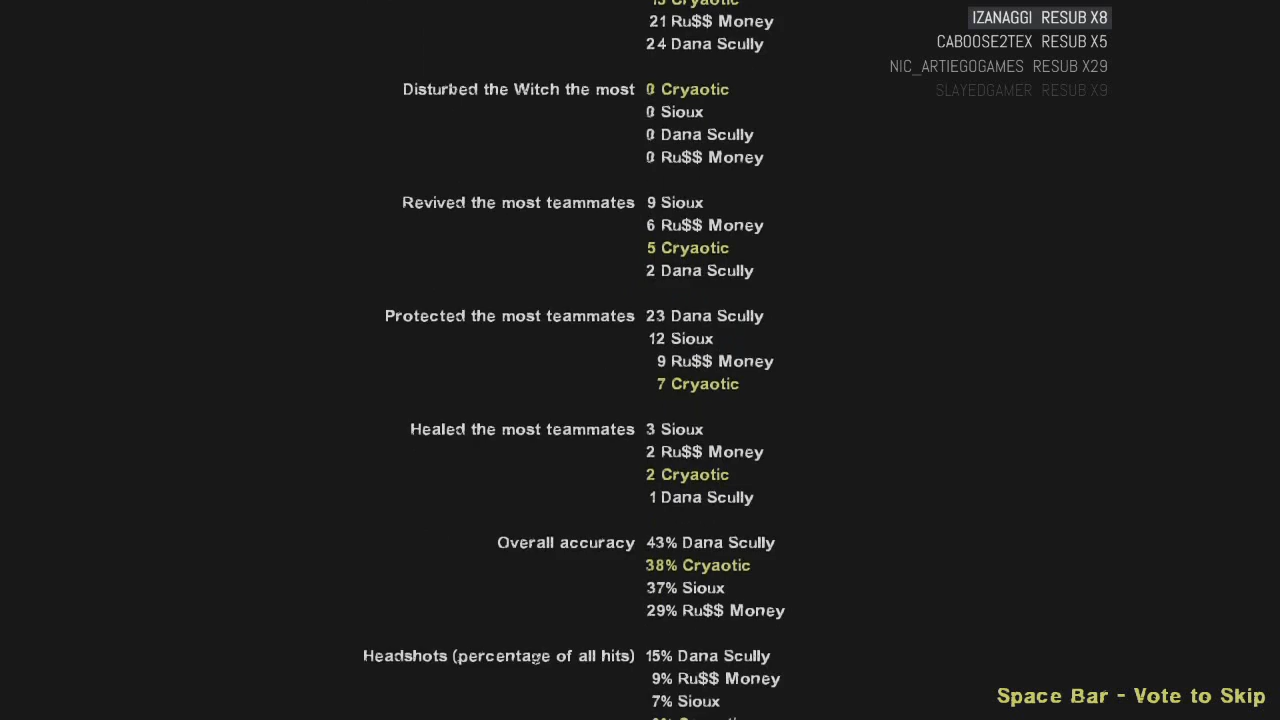 Cryaotic
21 Ru$$ Money
24 Dana Scully
Disturbed the Witch the most 0 Cryaotic
0 Sioux
0 Dana Scully
0 Ru$$ Money
Revived the most teammates 9 Sioux
6 Ru$$ Money
5 Cryaotic
2 Dana Scully
Protected the most teammates 23 Dana Scully
12 Sioux
9 Ru$$ Money
7 Cryaotic
Healed the most teammates 3 Sioux
2 Ru$$ Money
2 Cryaotic
1 Dana Scully
Overall accuracy 43% Dana Scully
38% Cryaotic
37% Sioux
29% Ru$$ Money
Headshots (percentage of all hits) 15% Dana Scully
9% Ru$$ Money
7% Sioux
Cryaotic
IZANAGGI RESUB X8
CABOOSE2TEX RESUB X5
NIC_ARTIEGOGAMES RESUB X29
SLAYEDGAMER RESUB X9
Space Bar - Vote to Skip